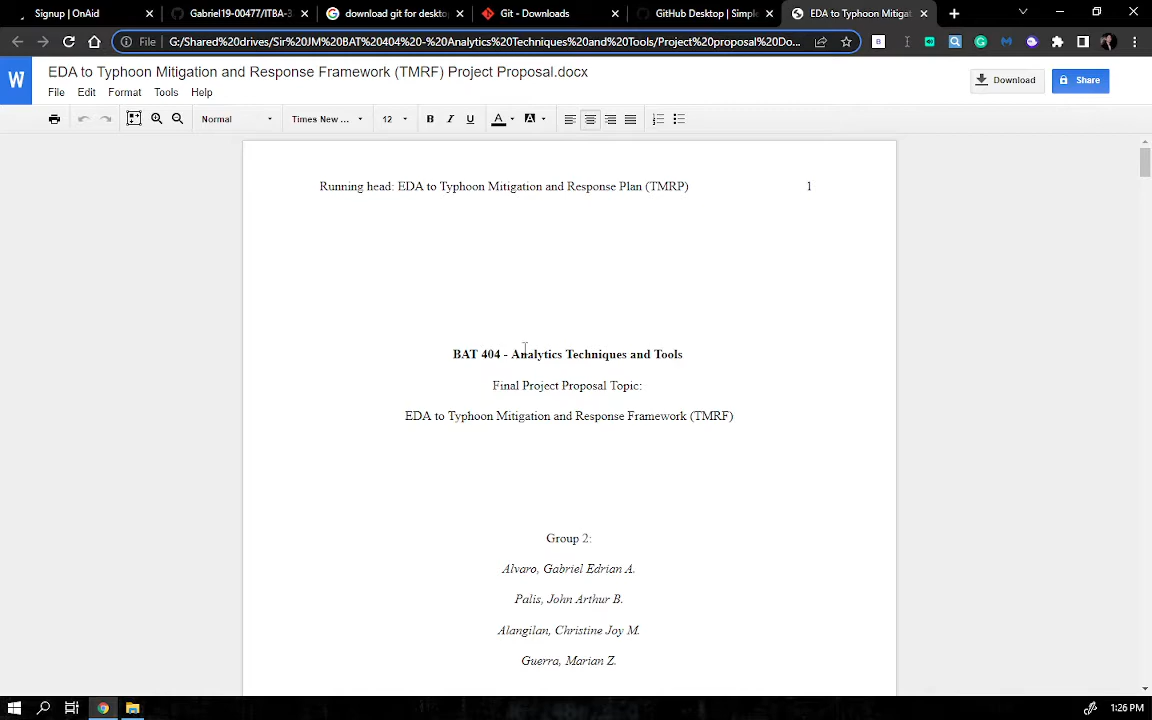 Signup | OnAid
Gabriel19-00477/ITBA-3
download git for deskto
Git - Downloads
GitHub Desktop | Simple
EDA to Typhoon Mitigat
File
G:/Shared%20drives/Sir%20JM%20BAT%20404%20-%20Analytics%20Techniques%20and%20Tools/Project%20proposal%20Do...
EDA to Typhoon Mitigation and Response Framework (TMRF) Project Proposal.docx
File Edit Format Tools Help
Download
Share
Normal
Times New ...
12
B I U A A
Running head: EDA to Typhoon Mitigation and Response Plan (TMRP) 1
BAT 404 - Analytics Techniques and Tools
Final Project Proposal Topic:
EDA to Typhoon Mitigation and Response Framework (TMRF)
Group 2:
Alvaro, Gabriel Edrian A.
Palis, John Arthur B.
Alangilan, Christine Joy M.
Guerra, Marian Z.
1:26 PM